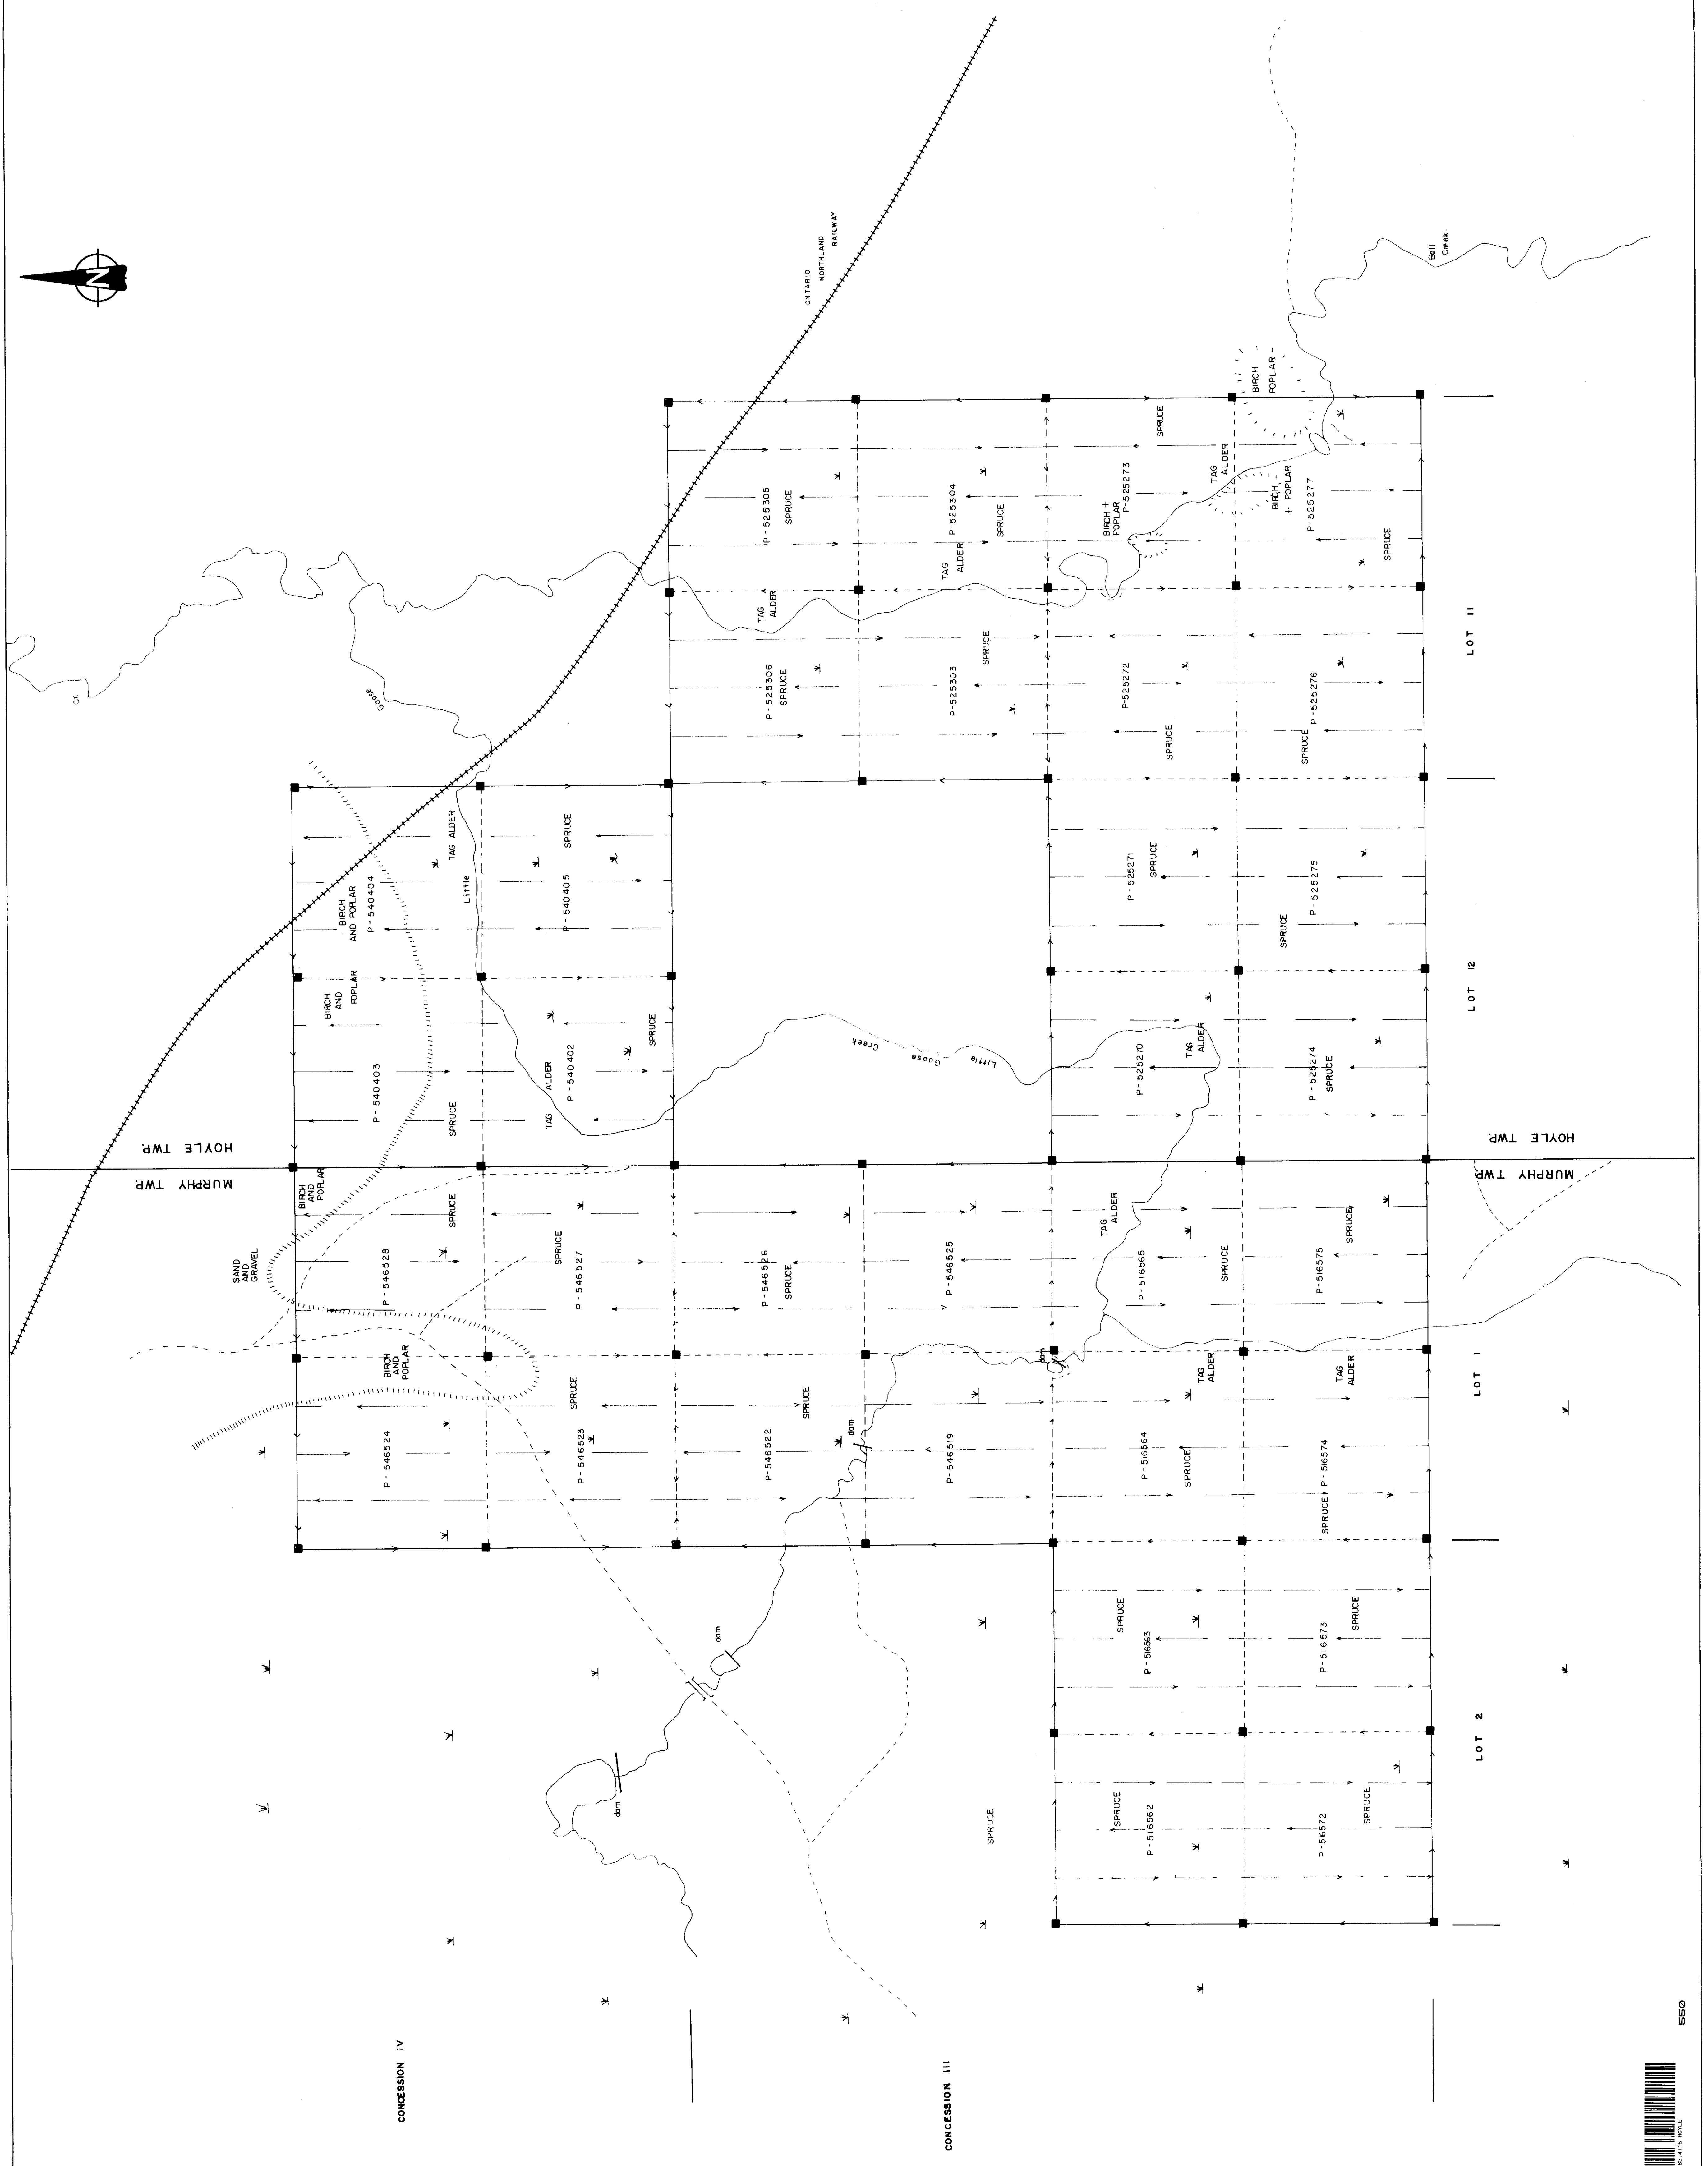 N
ONTARIO
NORTHLAND
RAILWAY
Bell
Creek
Goose
Little
SAND
AND
GRAVEL
HOYLE TWP.
MURPHY TWP.
HOYLE TWP.
MURPHY TWP.
CONCESSION IV
CONCESSION III
P-546524
P-546528
BIRCH
AND
POPLAR
BIRCH
AND
POPLAR
SPRUCE
P-540403
SPRUCE
BIRCH
AND
POPLAR
BIRCH
AND POPLAR
P-540404
TAG ALDER
P-546523
SPRUCE
P-546527
SPRUCE
TAG ALDER
P-540402
SPRUCE
P-540405
SPRUCE
P-546522
SPRUCE
dam
P-546526
SPRUCE
Little
Goose
Creek
P-525306
SPRUCE
TAG
ALDER
P-525305
SPRUCE
P-546519
P-546525
dam
P-525303
SPRUCE
TAG
ALDER
P-525304
SPRUCE
dam
dam
SPRUCE
P-516562
SPRUCE
P-516563
SPRUCE
P-516564
SPRUCE
P-516565
SPRUCE
TAG
ALDER
TAG
ALDER
P-525270
TAG
ALDER
P-525271
SPRUCE
P-525272
SPRUCE
BIRCH +
POPLAR
P-525273
SPRUCE
TAG
ALDER
BIRCH
POPLAR
P-516572
SPRUCE
P-516573
SPRUCE
P-516574
SPRUCE
TAG
ALDER
P-516575
SPRUCE
P-525274
SPRUCE
P-525275
SPRUCE
P-525276
SPRUCE
P-525277
SPRUCE
BIRCH
+ POPLAR
LOT 2
LOT 1
LOT 12
LOT 11
63.4115 HOYLE
550